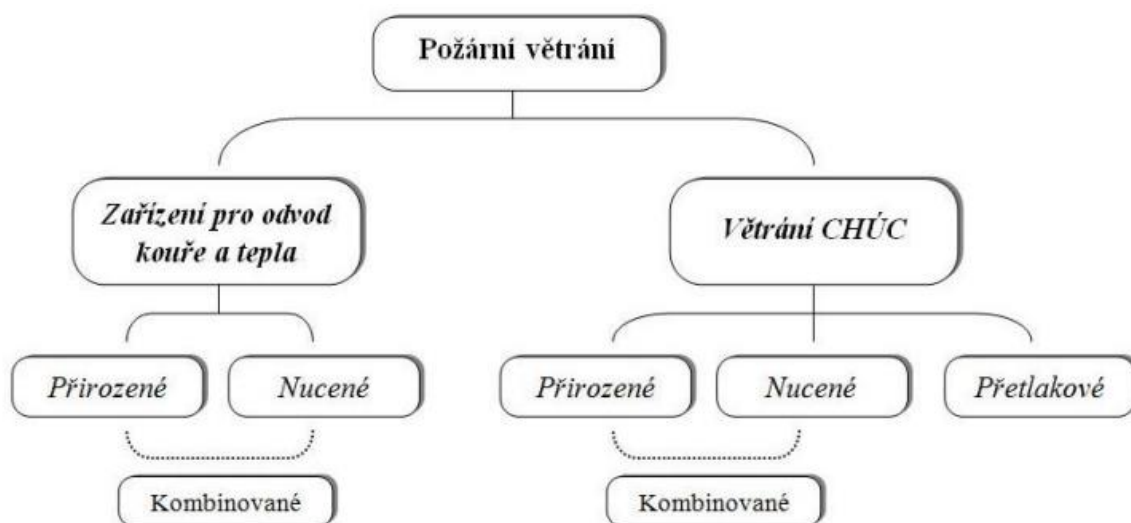 Požární větrání
Zařízení pro odvod
kouře a tepla
Větrání CHÚC
Přirozené
Nucené
Přirozené
Nucené
Přetlakové
Kombinované
Kombinované